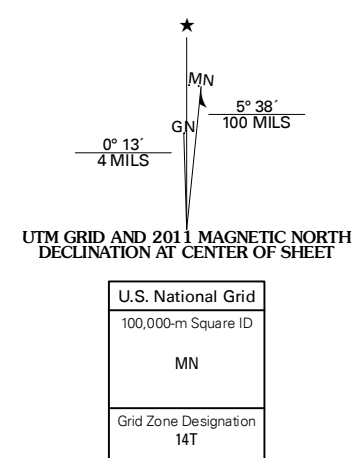 ★
MN
GN
5° 38´
100 MILS
0° 13´
4 MILS
UTM GRID AND 2011 MAGNETIC NORTH
DECLINATION AT CENTER OF SHEET
U.S. National Grid
100,000-m Square ID
MN
Grid Zone Designation
14T